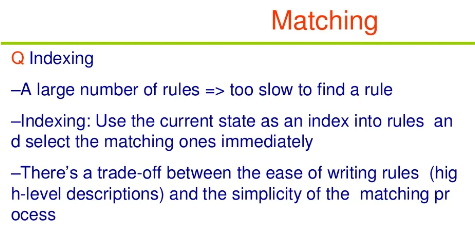 Matching
Q Indexing
–A large number of rules => too slow to find a rule
–Indexing: Use the current state as an index into rules an
d select the matching ones immediately
–There's a trade-off between the ease of writing rules (hig
h-level descriptions) and the simplicity of the matching pr
ocess